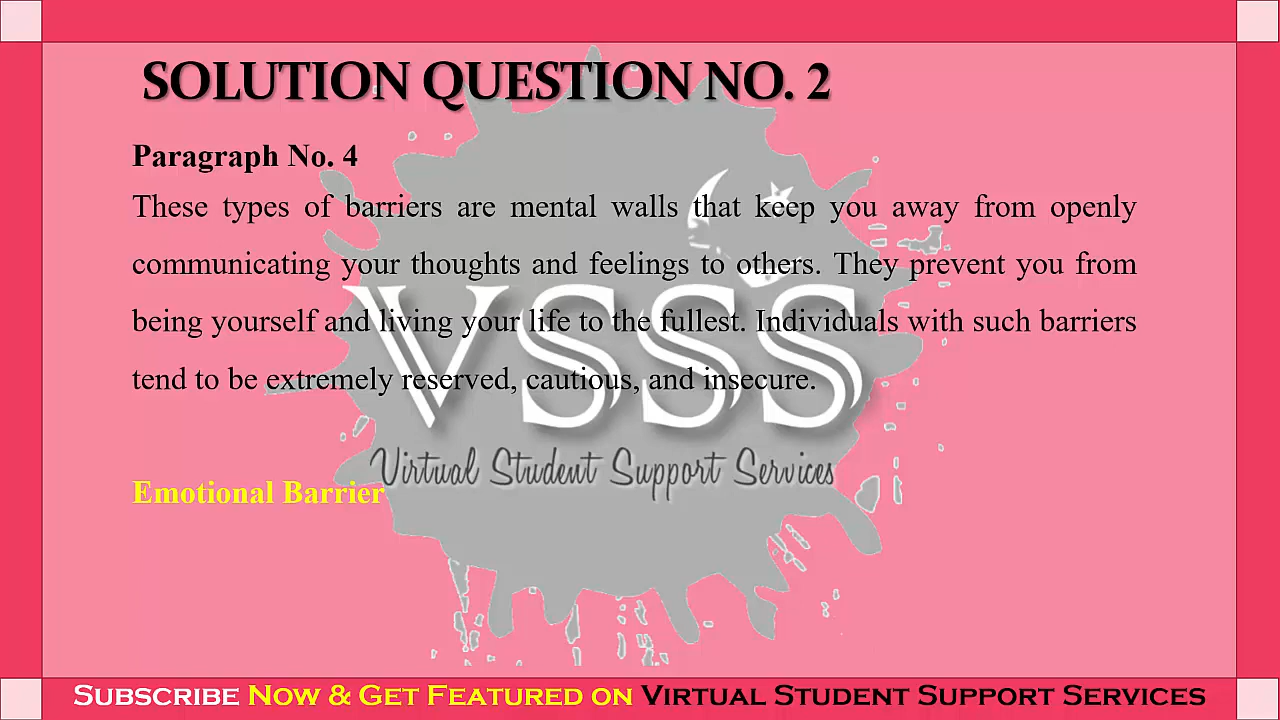 SOLUTION QUESTION NO. 2
Paragraph No. 4
These types of barriers are mental walls that keep you away from openly
communicating your thoughts and feelings to others. They prevent you from
being yourself and living your life to the fullest. Individuals with such barriers
tend to be extremely reserved, cautious, and insecure.
VSSS
Virtual Student Support Services
Emotional Barrier
Subscribe Now & Get Featured on Virtual Student Support Services